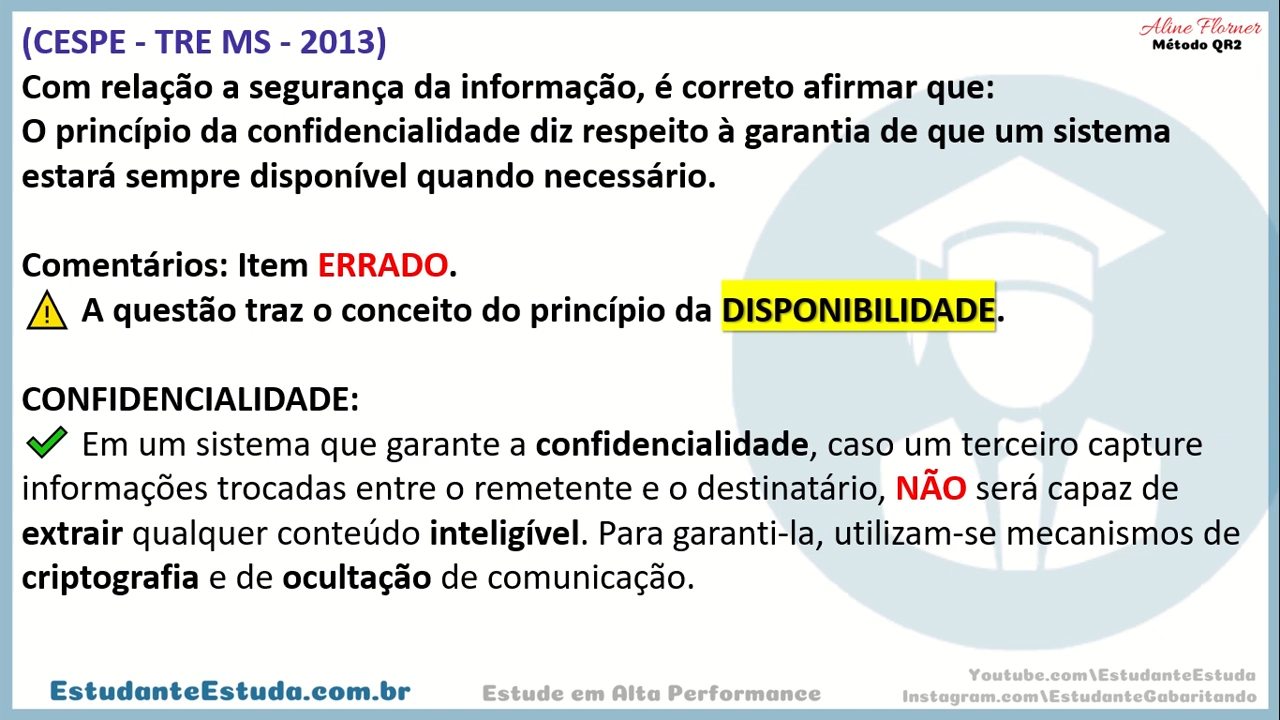 (CESPE - TRE MS - 2013)
Aline Florner
Método QR2
Com relação a segurança da informação, é correto afirmar que:
O princípio da confidencialidade diz respeito à garantia de que um sistema
estará sempre disponível quando necessário.
Comentários: Item ERRADO.
A questão traz o conceito do princípio da DISPONIBILIDADE.
CONFIDENCIALIDADE:
Em um sistema que garante a confidencialidade, caso um terceiro capture
informações trocadas entre o remetente e o destinatário, NÃO será capaz de
extrair qualquer conteúdo inteligível. Para garanti-la, utilizam-se mecanismos de
criptografia e de ocultação de comunicação.
EstudanteEstuda.com.br
Estude em Alta Performance
Youtube.com\EstudanteEstuda
Instagram.com\EstudanteGabaritando